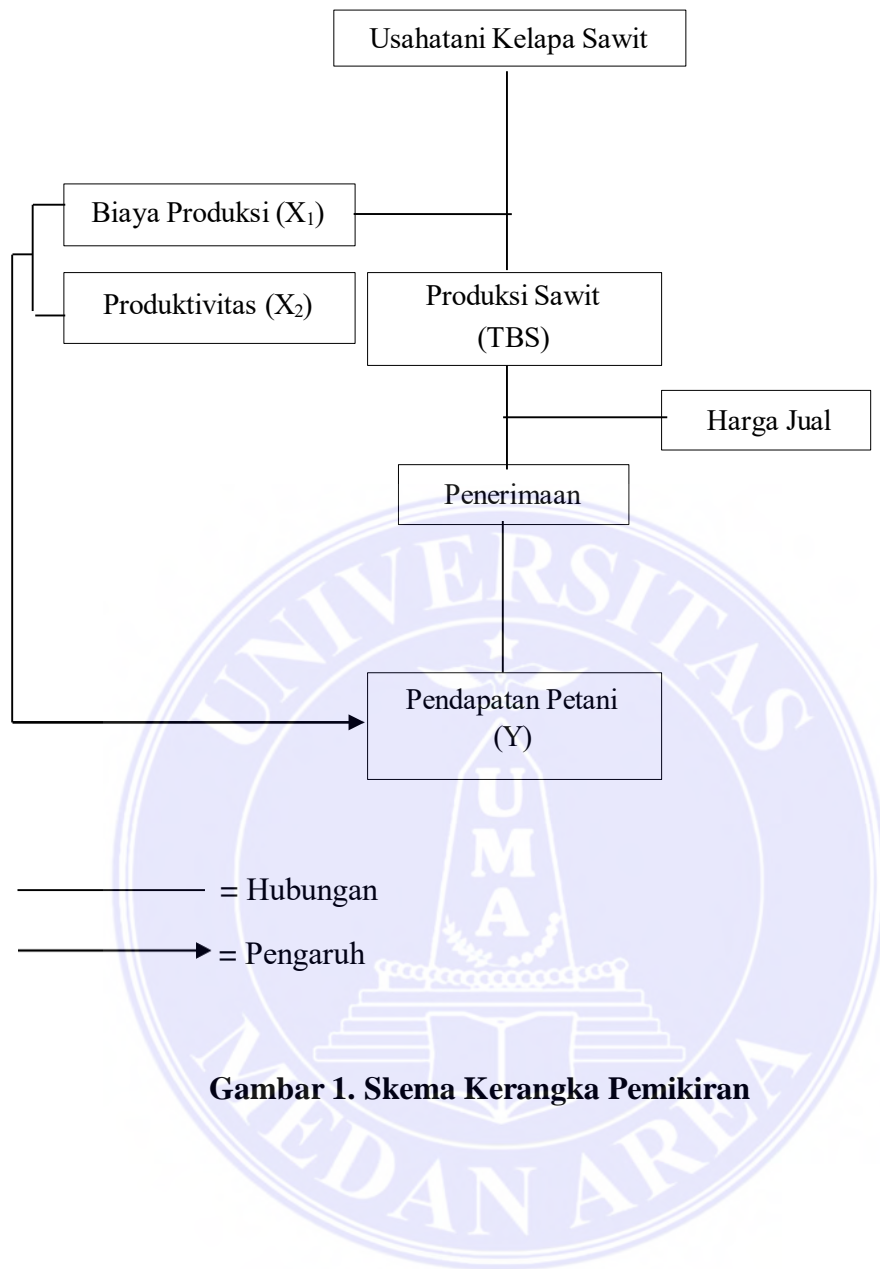 Usahatani Kelapa Sawit
Biaya Produksi (X₁)
Produktivitas (X₂)
Produksi Sawit
(TBS)
Harga Jual
Penerimaan
Pendapatan Petani
(Y)
= Hubungan
= Pengaruh
Gambar 1. Skema Kerangka Pemikiran
UNIVERSITAS
UMA
MEDAN AREA